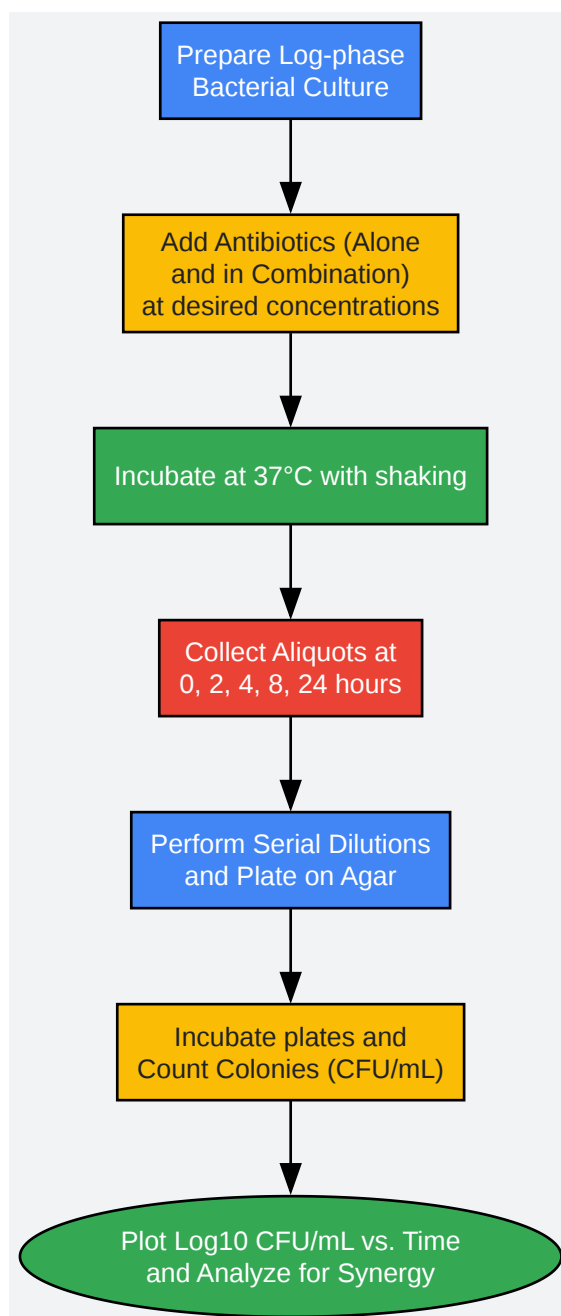 Prepare Log-phase
Bacterial Culture
Add Antibiotics (Alone
and in Combination)
at desired concentrations
Incubate at 37°C with shaking
Collect Aliquots at
0, 2, 4, 8, 24 hours
Perform Serial Dilutions
and Plate on Agar
Incubate plates and
Count Colonies (CFU/mL)
Plot Log10 CFU/mL vs. Time
and Analyze for Synergy